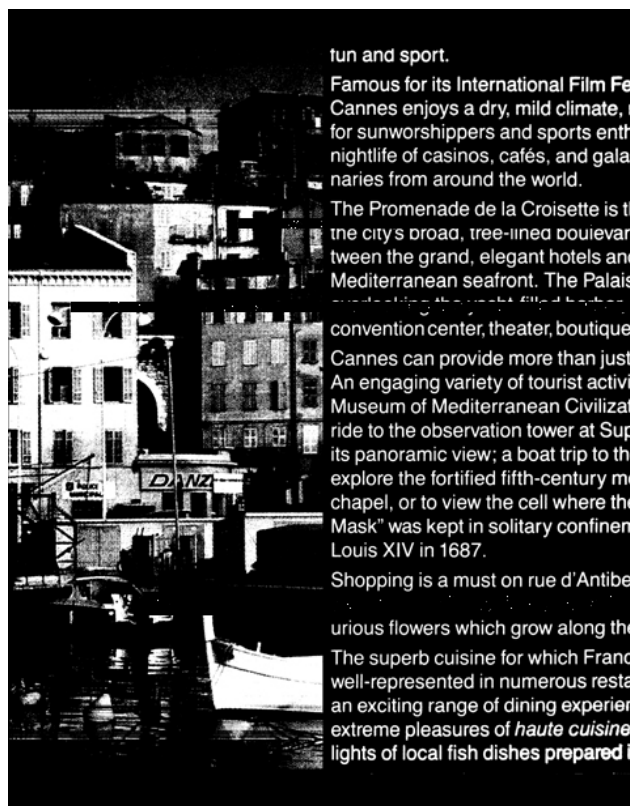 fun and sport.
Famous for its International Film Fe
Cannes enjoys a dry, mild climate,
for sunworshippers and sports enth
nightlife of casinos, cafés, and gala
naries from around the world.
The Promenade de la Croisette is th
the city's broad, tree-lined boulevar
tween the grand, elegant hotels and
Mediterranean seafront. The Palais
overlooking the yacht-filled harbor
convention center, theater, boutique
Cannes can provide more than just
An engaging variety of tourist activi
Museum of Mediterranean Civilizat
ride to the observation tower at Sup
its panoramic view; a boat trip to th
explore the fortified fifth-century mo
chapel, or to view the cell where the
Mask” was kept in solitary confinem
Louis XIV in 1687.
Shopping is a must on rue d'Antibe
urious flowers which grow along the
The superb cuisine for which Franc
well-represented in numerous resta
an exciting range of dining experien
extreme pleasures of haute cuisine
lights of local fish dishes prepared i
DANZ